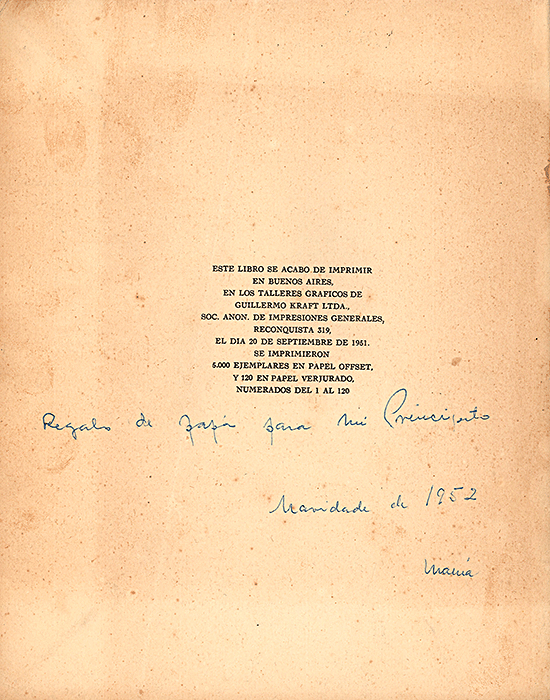 ESTE LIBRO SE ACABO DE IMPRIMIR
EN BUENOS AIRES,
EN LOS TALLERES GRAFICOS DE
GUILLERMO KRAFT LTDA.,
SOC. ANON. DE IMPRESIONES GENERALES,
RECONQUISTA 319,
EL DIA 20 DE SEPTIEMBRE DE 1951.
SE IMPRIMIERON
5.000 EJEMPLARES EN PAPEL OFFSET,
Y 120 EN PAPEL VERJURADO,
NUMERADOS DEL 1 AL 120
Regalo de papá para mi Principito
Navidade de 1952
María